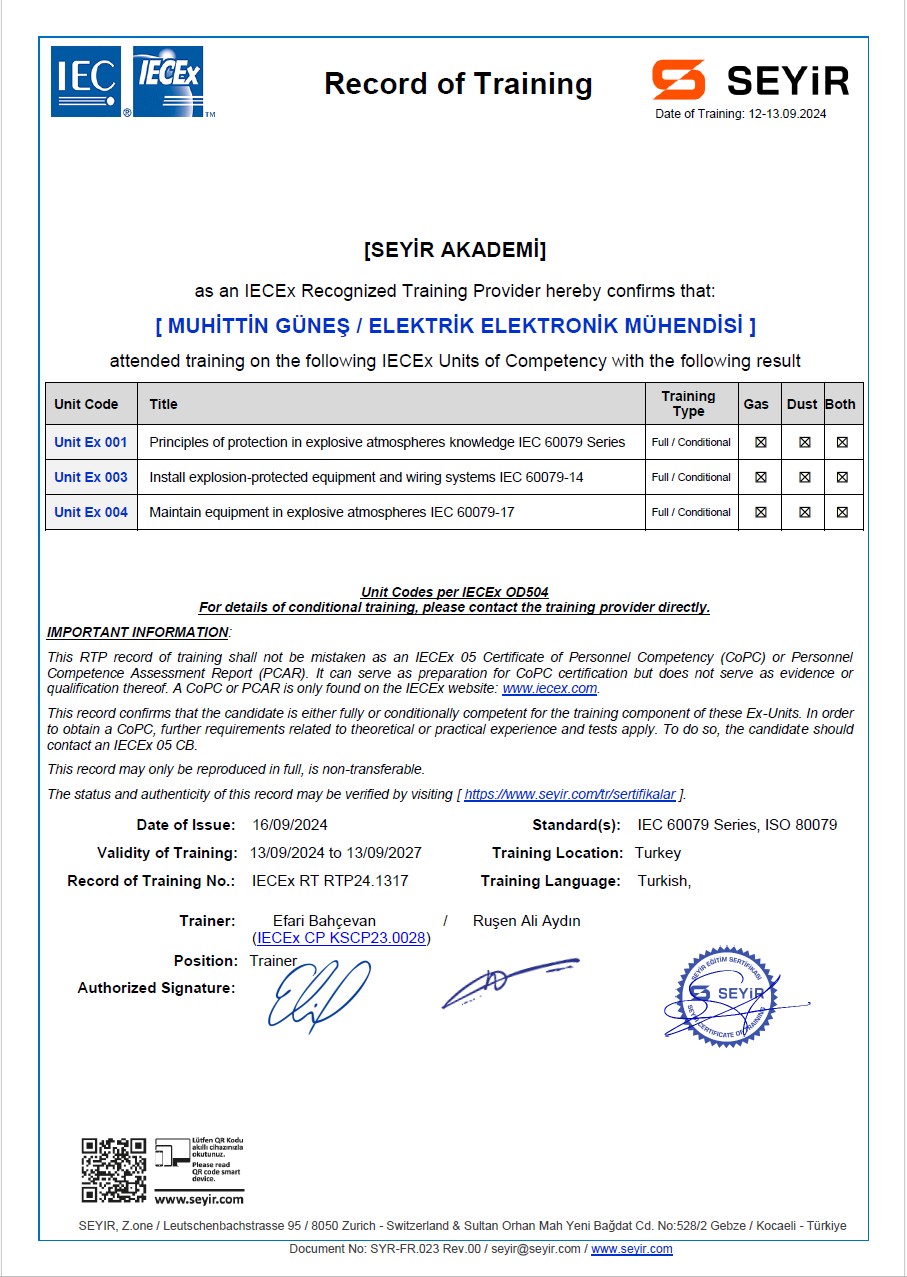 IEC
®
IECEx
TM
Record of Training
SEYiR
Date of Training: 12-13.09.2024
[SEYİR AKADEMİ]
as an IECEx Recognized Training Provider hereby confirms that:
[ MUHİTTİN GÜNEŞ / ELEKTRİK ELEKTRONİK MÜHENDİSİ ]
attended training on the following IECEx Units of Competency with the following result
Unit Code Title Training Type Gas Dust Both
Unit Ex 001 Principles of protection in explosive atmospheres knowledge IEC 60079 Series Full / Conditional ☒ ☒ ☒
Unit Ex 003 Install explosion-protected equipment and wiring systems IEC 60079-14 Full / Conditional ☒ ☒ ☒
Unit Ex 004 Maintain equipment in explosive atmospheres IEC 60079-17 Full / Conditional ☒ ☒ ☒
Unit Codes per IECEx OD504
For details of conditional training, please contact the training provider directly.
IMPORTANT INFORMATION:
This RTP record of training shall not be mistaken as an IECEx 05 Certificate of Personnel Competency (CoPC) or Personnel
Competence Assessment Report (PCAR). It can serve as preparation for CoPC certification but does not serve as evidence or
qualification thereof. A CoPC or PCAR is only found on the IECEx website: www.iecex.com.
This record confirms that the candidate is either fully or conditionally competent for the training component of these Ex-Units. In order
to obtain a CoPC, further requirements related to theoretical or practical experience and tests apply. To do so, the candidate should
contact an IECEx 05 CB.
This record may only be reproduced in full, is non-transferable.
The status and authenticity of this record may be verified by visiting [ https://www.seyir.com/tr/sertifikalar ].
Date of Issue: 16/09/2024 Standard(s): IEC 60079 Series, ISO 80079
Validity of Training: 13/09/2024 to 13/09/2027 Training Location: Turkey
Record of Training No.: IECEx RT RTP24.1317 Training Language: Turkish,
Trainer: Efari Bahçevan / Ruşen Ali Aydın
(IECEx CP KSCP23.0028)
Position: Trainer
Authorized Signature:
SEYİR EĞİTİM SERTİFİKASI
SEYiR
SEYİR CERTIFICATE OF TRAINING
Lütfen QR Kodu
akıllı cihazınızla
okutunuz.
Please read
QR code smart
device.
www.seyir.com
SEYIR, Z.one / Leutschenbachstrasse 95 / 8050 Zurich - Switzerland & Sultan Orhan Mah Yeni Bağdat Cd. No:528/2 Gebze / Kocaeli - Türkiye
Document No: SYR-FR.023 Rev.00 / seyir@seyir.com / www.seyir.com